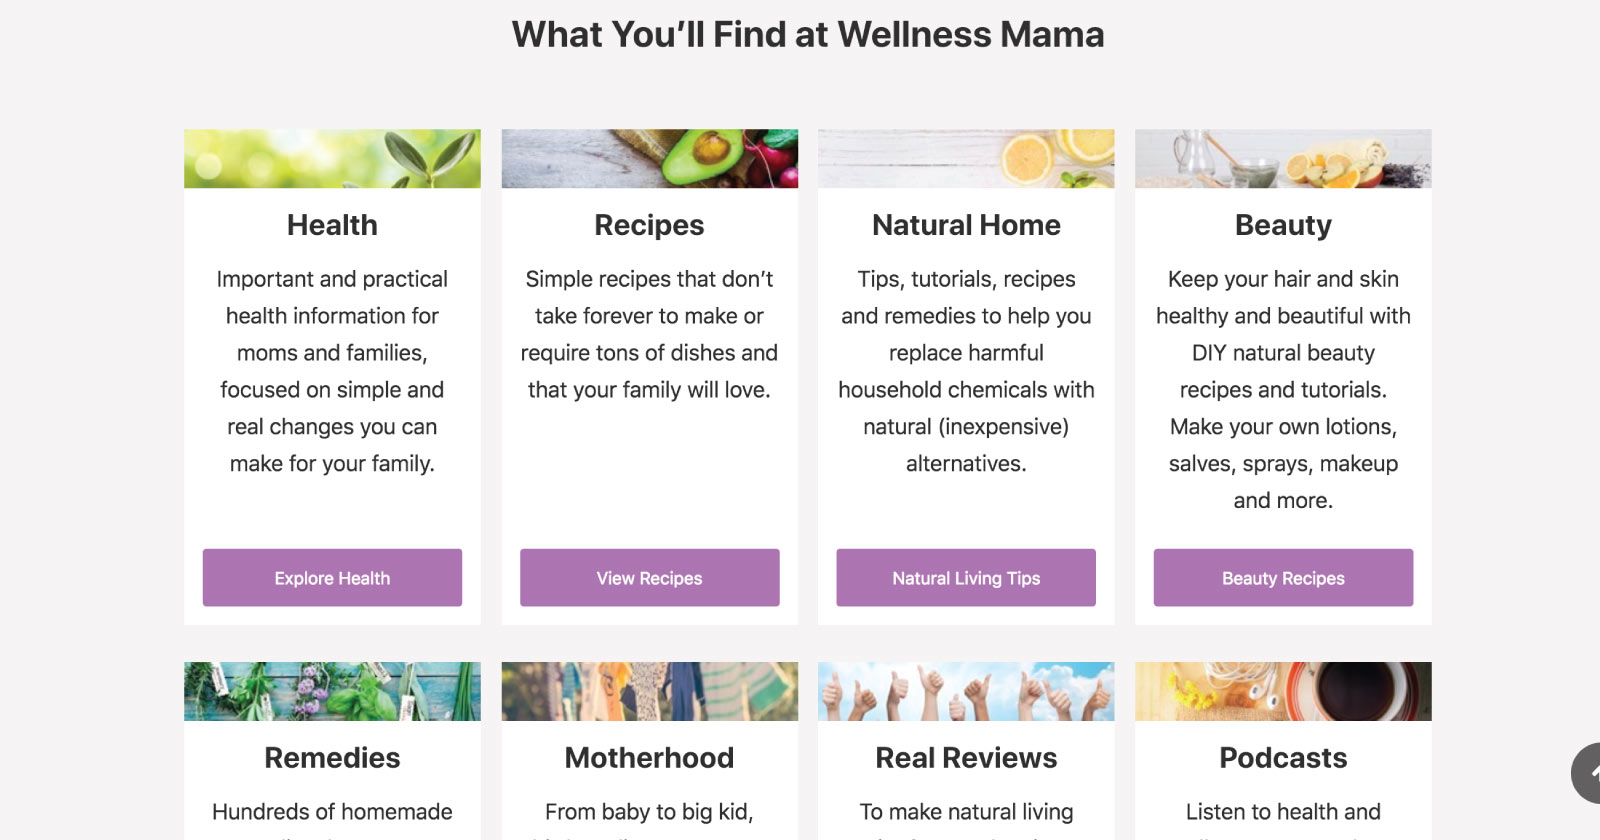 What You’ll Find at Wellness Mama
Health
Important and practical
health information for
moms and families,
focused on simple and
real changes you can
make for your family.
Explore Health
Recipes
Simple recipes that don’t
take forever to make or
require tons of dishes and
that your family will love.
View Recipes
Natural Home
Tips, tutorials, recipes
and remedies to help you
replace harmful
household chemicals with
natural (inexpensive)
alternatives.
Natural Living Tips
Beauty
Keep your hair and skin
healthy and beautiful with
DIY natural beauty
recipes and tutorials.
Make your own lotions,
salves, sprays, makeup
and more.
Beauty Recipes
Remedies
Hundreds of homemade
Motherhood
From baby to big kid,
Real Reviews
To make natural living
Podcasts
Listen to health and